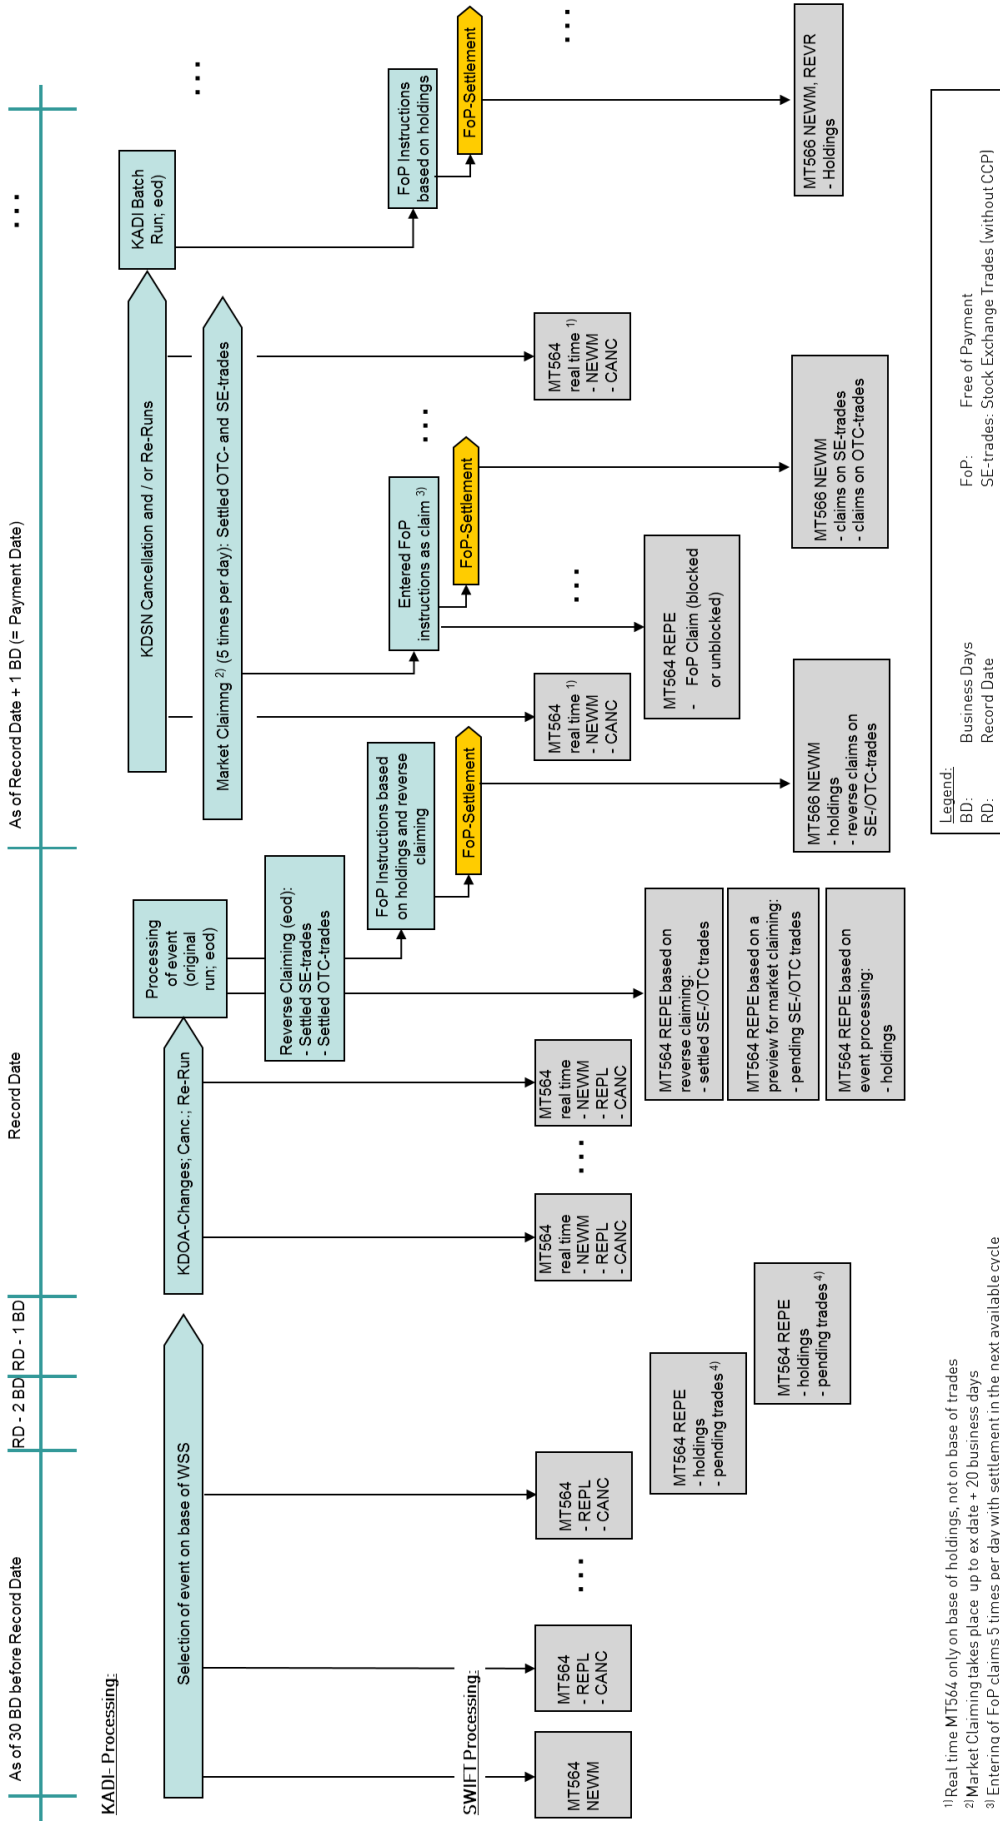 As of 30 BD before Record Date
RD - 2 BD
RD - 1 BD
Record Date
As of Record Date + 1 BD (= Payment Date)
...
KADI- Processing:
Selection of event on base of WSS
KDOA-Changes; Canc.; Re-Run
Processing
of event
(original
run; eod)
KDSN Cancellation and / or Re-Runs
KADI Batch
Run; eod)
...
Market Claimng 2) (5 times per day): Settled OTC- and SE-trades
Reverse Claiming (eod):
- Settled SE-trades
- Settled OTC-trades
FoP Instructions based
on holdings and reverse
claiming
Entered FoP
instructions as claim 3)
...
FoP Instructions
based on holdings
FoP-Settlement
FoP-Settlement
FoP-Settlement
...
SWIFT Processing:
MT564
NEWM
MT564
- REPL
- CANC
...
MT564
- REPL
- CANC
MT564
real time
- NEWM
- REPL
- CANC
...
MT564
real time
- NEWM
- REPL
- CANC
MT564
real time 1)
- NEWM
- CANC
...
MT564
real time 1)
- NEWM
- CANC
MT564 REPE
- holdings
- pending trades 4)
MT564 REPE
- holdings
- pending trades 4)
MT564 REPE based on
reverse claiming:
- settled SE-/OTC trades
MT564 REPE based on a
preview for market claiming:
- pending SE-/OTC trades
MT564 REPE based on
event processing:
- holdings
MT564 REPE
- FoP Claim (blocked
or unblocked)
MT566 NEWM
- holdings
- reverse claims on
SE-/OTC-trades
MT566 NEWM
- claims on SE-trades
- claims on OTC-trades
MT566 NEWM, REVR
- Holdings
1) Real time MT564 only on base of holdings, not on base of trades
2) Market Claiming takes place up to ex date + 20 business days
3) Entering of FoP claims 5 times per day with settlement in the next available cycle
Legend:
BD: Business Days
RD: Record Date
FoP: Free of Payment
SE-trades: Stock Exchange Trades (without CCP)